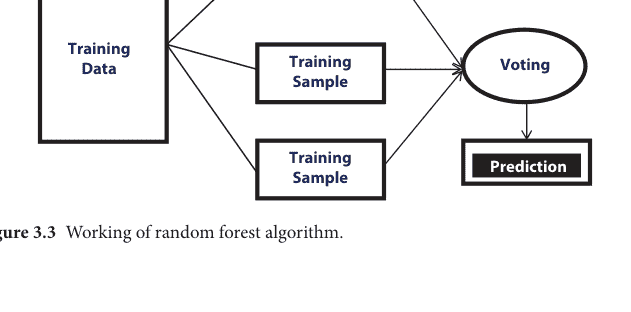 Training
Data
Training
Sample
Voting
Training
Sample
Prediction
gure 3.3 Working of random forest algorithm.